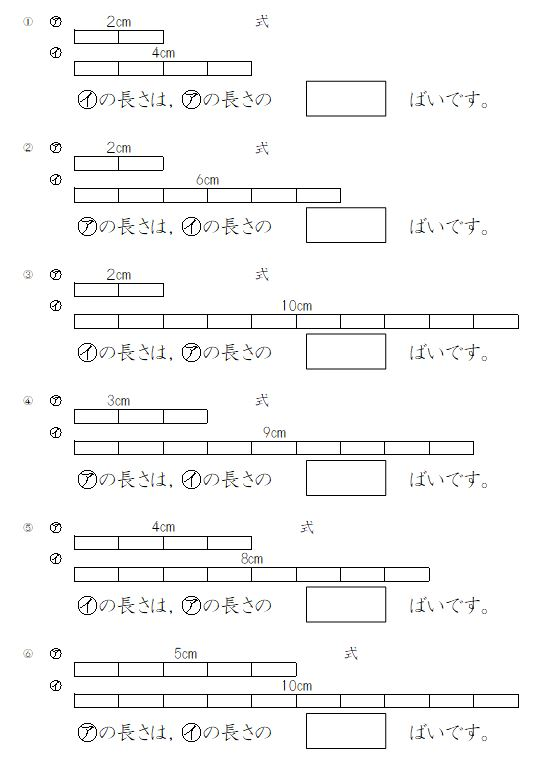 ① ㋐ 2cm 式
㋑ 4cm
㋑の長さは, ㋐の長さの ばいです。
② ㋐ 2cm 式
㋑ 6cm
㋐の長さは, ㋑の長さの ばいです。
③ ㋐ 2cm 式
㋑ 10cm
㋑の長さは, ㋐の長さの ばいです。
④ ㋐ 3cm 式
㋑ 9cm
㋐の長さは, ㋑の長さの ばいです。
⑤ ㋐ 4cm 式
㋑ 8cm
㋑の長さは, ㋐の長さの ばいです。
⑥ ㋐ 5cm 式
㋑ 10cm
㋐の長さは, ㋑の長さの ばいです。